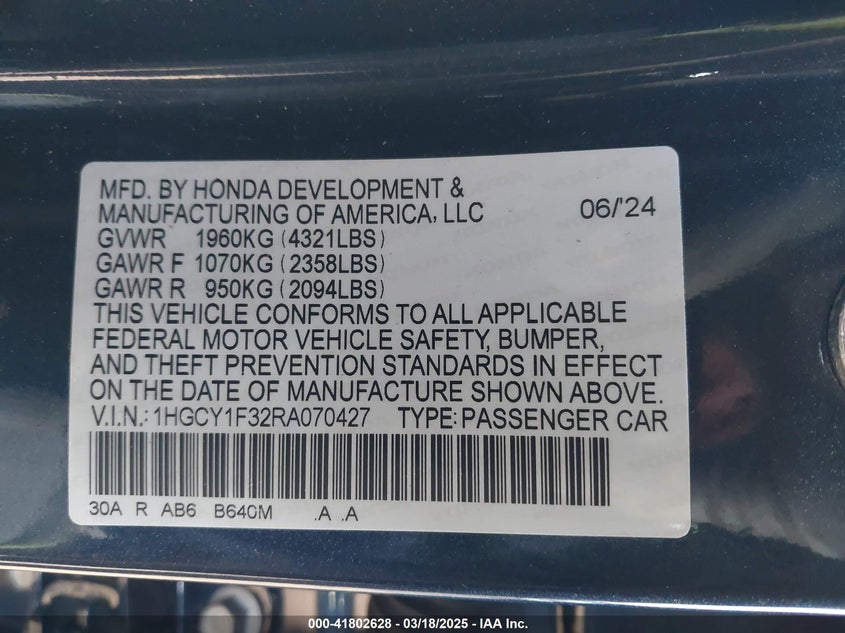 MFD. BY HONDA DEVELOPMENT &
MANUFACTURING OF AMERICA, LLC 06/'24
GVWR 1960KG (4321LBS)
GAWR F 1070KG (2358LBS)
GAWR R 950KG (2094LBS)
THIS VEHICLE CONFORMS TO ALL APPLICABLE
FEDERAL MOTOR VEHICLE SAFETY, BUMPER,
AND THEFT PREVENTION STANDARDS IN EFFECT
ON THE DATE OF MANUFACTURE SHOWN ABOVE.
V.I.N.: 1HGCY1F32RA070427 TYPE: PASSENGER CAR
30A R AB6 B640M .A .A
000-41802628 - 03/18/2025 - IAA Inc.